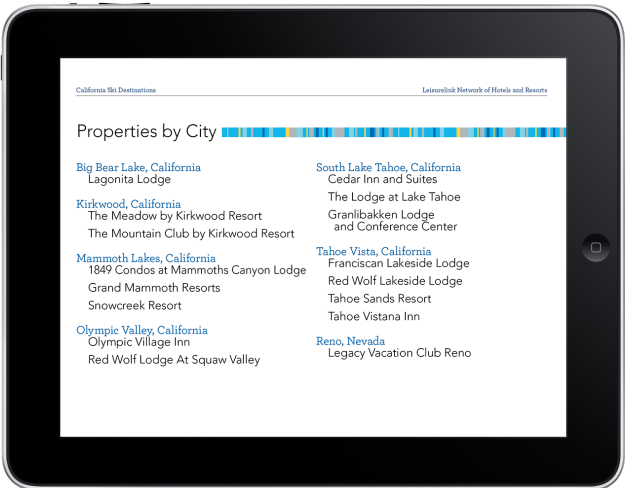 California Ski Destinations
Leisurelink Network of Hotels and Resorts
Properties by City
Big Bear Lake, California
Lagonita Lodge
Kirkwood, California
The Meadow by Kirkwood Resort
The Mountain Club by Kirkwood Resort
Mammoth Lakes, California
1849 Condos at Mammoths Canyon Lodge
Grand Mammoth Resorts
Snowcreek Resort
Olympic Valley, California
Olympic Village Inn
Red Wolf Lodge At Squaw Valley
South Lake Tahoe, California
Cedar Inn and Suites
The Lodge at Lake Tahoe
Granlibakken Lodge
and Conference Center
Tahoe Vista, California
Franciscan Lakeside Lodge
Red Wolf Lakeside Lodge
Tahoe Sands Resort
Tahoe Vistana Inn
Reno, Nevada
Legacy Vacation Club Reno